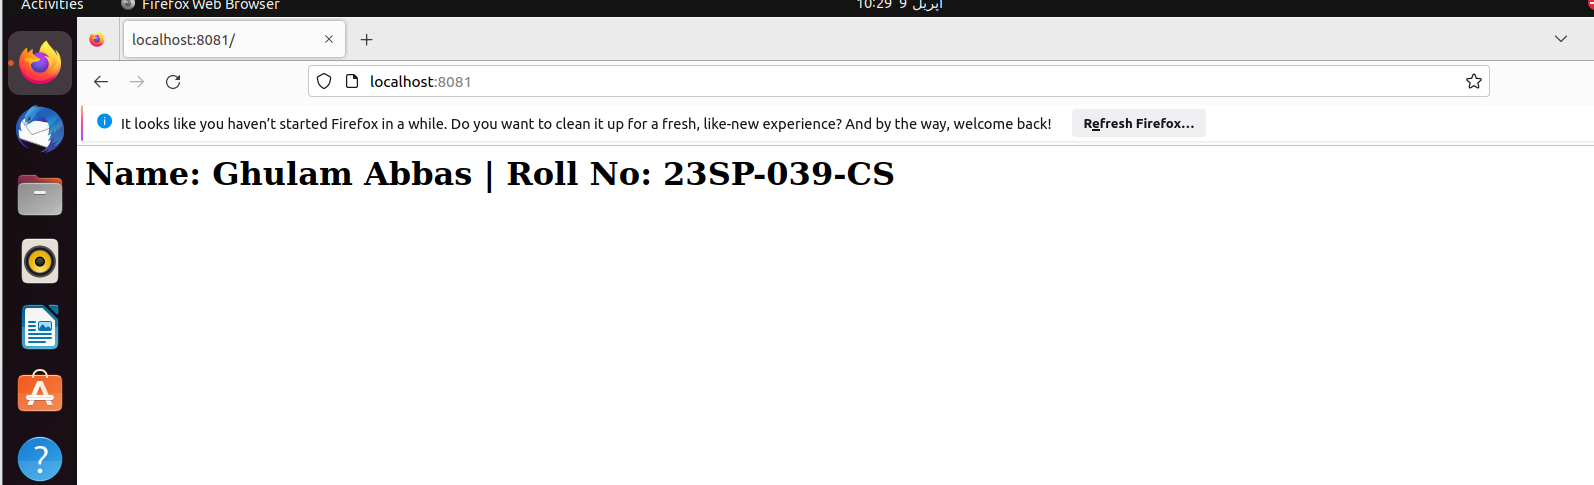 Activities Firefox Web Browser 10:29 9 اپریل
localhost:8081/
localhost:8081
It looks like you haven’t started Firefox in a while. Do you want to clean it up for a fresh, like-new experience? And by the way, welcome back! Refresh Firefox...
Name: Ghulam Abbas | Roll No: 23SP-039-CS